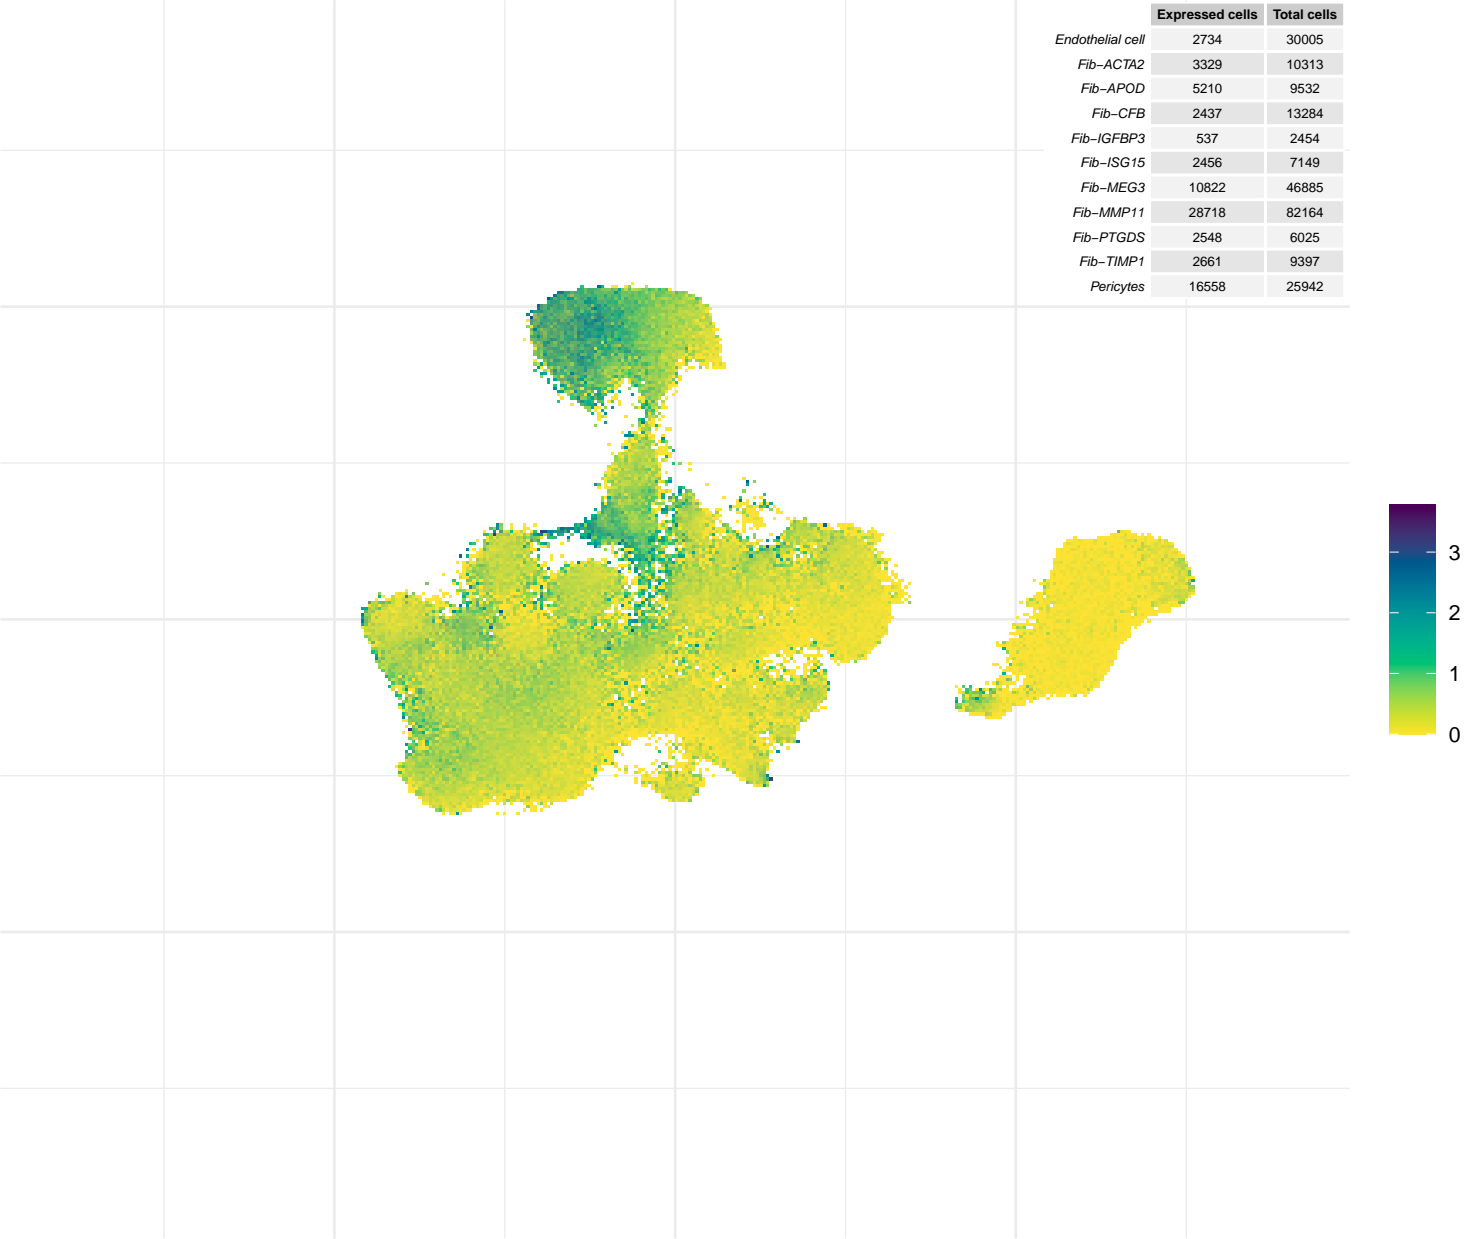 Expressed cells Total cells
Endothelial cell 2734 30005
Fib−ACTA2 3329 10313
Fib−APOD 5210 9532
Fib−CFB 2437 13284
Fib−IGFBP3 537 2454
Fib−ISG15 2456 7149
Fib−MEG3 10822 46885
Fib−MMP11 28718 82164
Fib−PTGDS 2548 6025
Fib−TIMP1 2661 9397
Pericytes 16558 25942
3
2
1
0